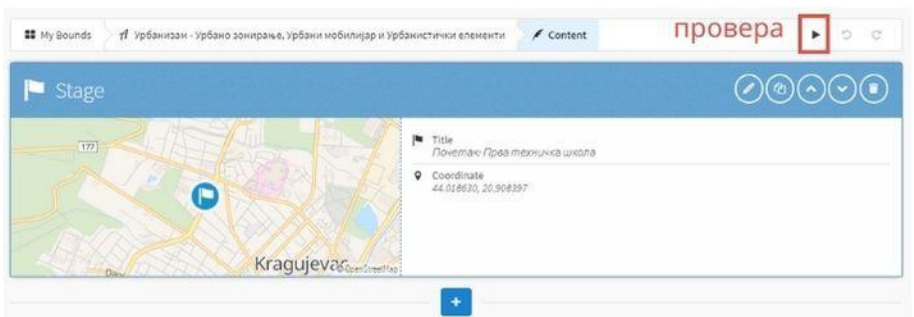 My Bounds Урбанизам - Урбано зонирање, Урбани мобилијар и Урбанистички елементи Content провера
Stage
177
Title
Почетак: Прва техничка школа
Coordinate
44.018630, 20.908397
Kragujevac
© OpenStreetMap